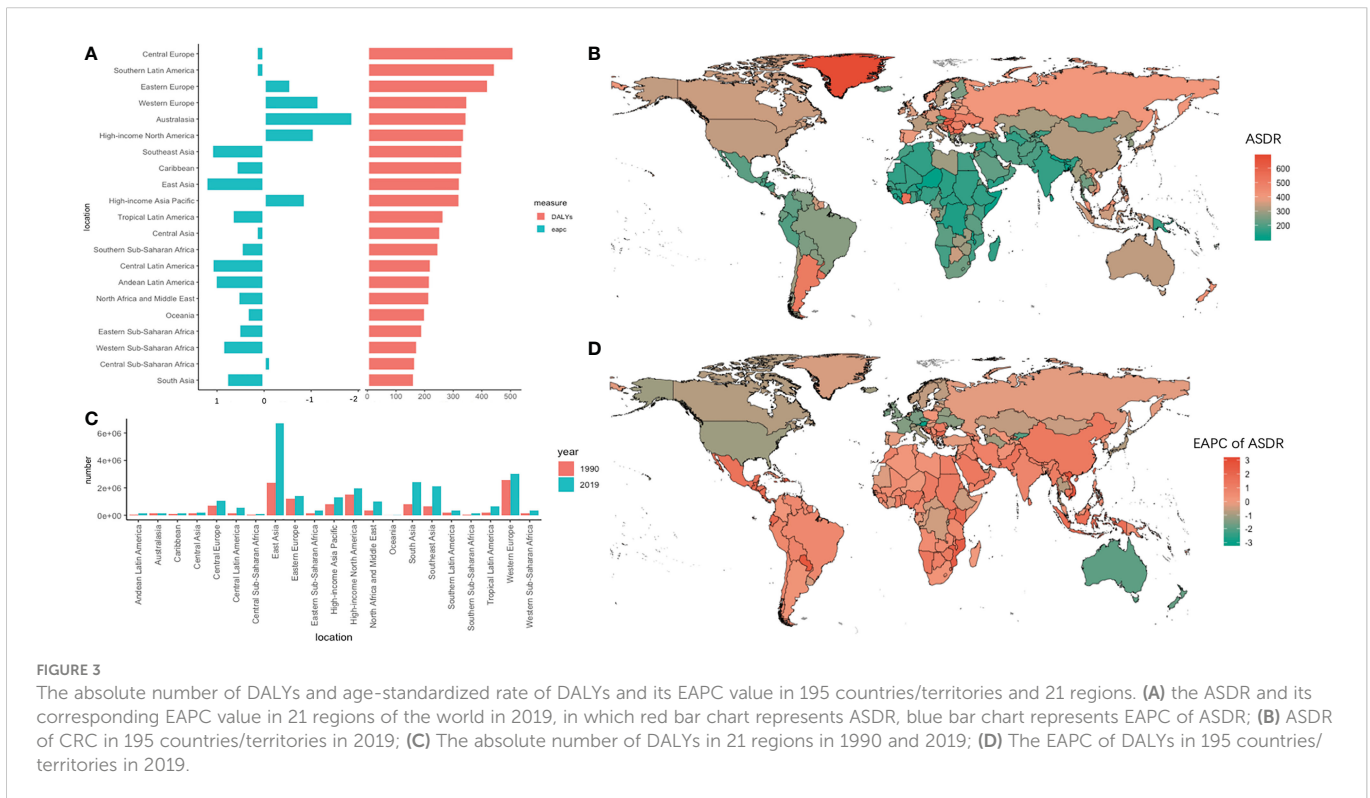 A
location
Central Europe
Southern Latin America
Eastern Europe
Western Europe
Australasia
High-income North America
Southeast Asia
Caribbean
East Asia
High-income Asia Pacific
Tropical Latin America
Central Asia
Southern Sub-Saharan Africa
Central Latin America
Andean Latin America
North Africa and Middle East
Oceania
Eastern Sub-Saharan Africa
Western Sub-Saharan Africa
Central Sub-Saharan Africa
South Asia
1 0 -1 -2
0 100 200 300 400 500
measure
DALYs
eapc
B
ASDR
600
500
400
300
200
C
number
6e+06
4e+06
2e+06
0e+00
Andean Latin America
Australasia
Caribbean
Central Asia
Central Europe
Central Latin America
Central Sub-Saharan Africa
East Asia
Eastern Europe
Eastern Sub-Saharan Africa
High-income Asia Pacific
High-income North America
North Africa and Middle East
Oceania
South Asia
Southeast Asia
Southern Latin America
Southern Sub-Saharan Africa
Tropical Latin America
Western Europe
Western Sub-Saharan Africa
location
year
1990
2019
D
EAPC of ASDR
3
2
1
0
-1
-2
-3
FIGURE 3
The absolute number of DALYs and age-standardized rate of DALYs and its EAPC value in 195 countries/territories and 21 regions. (A) the ASDR and its
corresponding EAPC value in 21 regions of the world in 2019, in which red bar chart represents ASDR, blue bar chart represents EAPC of ASDR; (B) ASDR
of CRC in 195 countries/territories in 2019; (C) The absolute number of DALYs in 21 regions in 1990 and 2019; (D) The EAPC of DALYs in 195 countries/
territories in 2019.